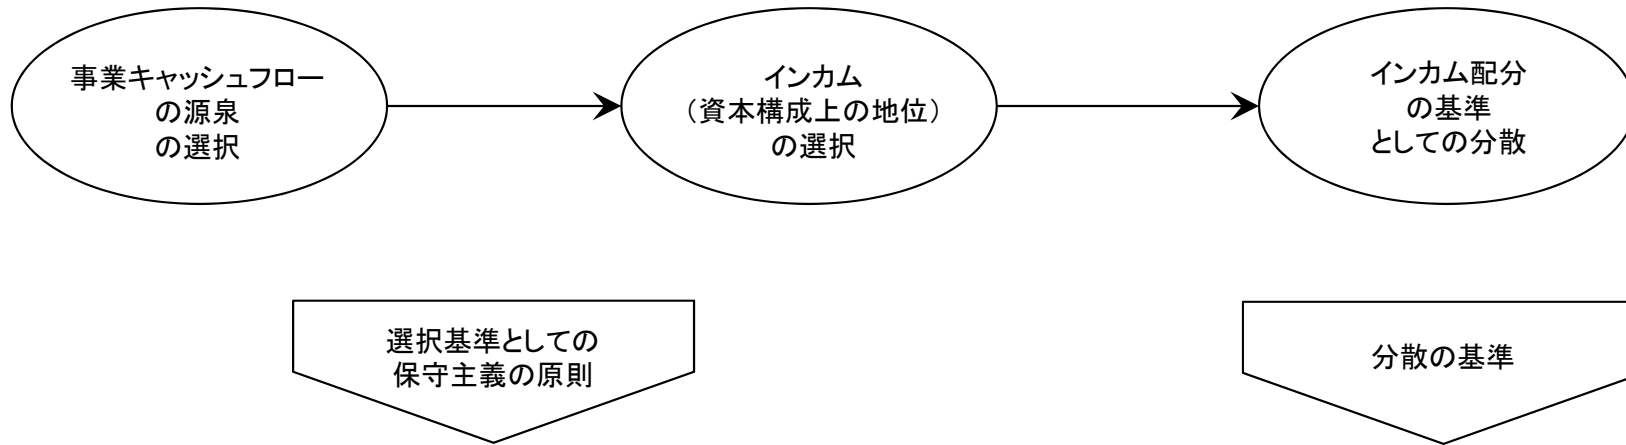 事業キャッシュフロー
の源泉
の選択
インカム
（資本構成上の地位）
の選択
インカム配分
の基準
としての分散
選択基準としての
保守主義の原則
分散の基準